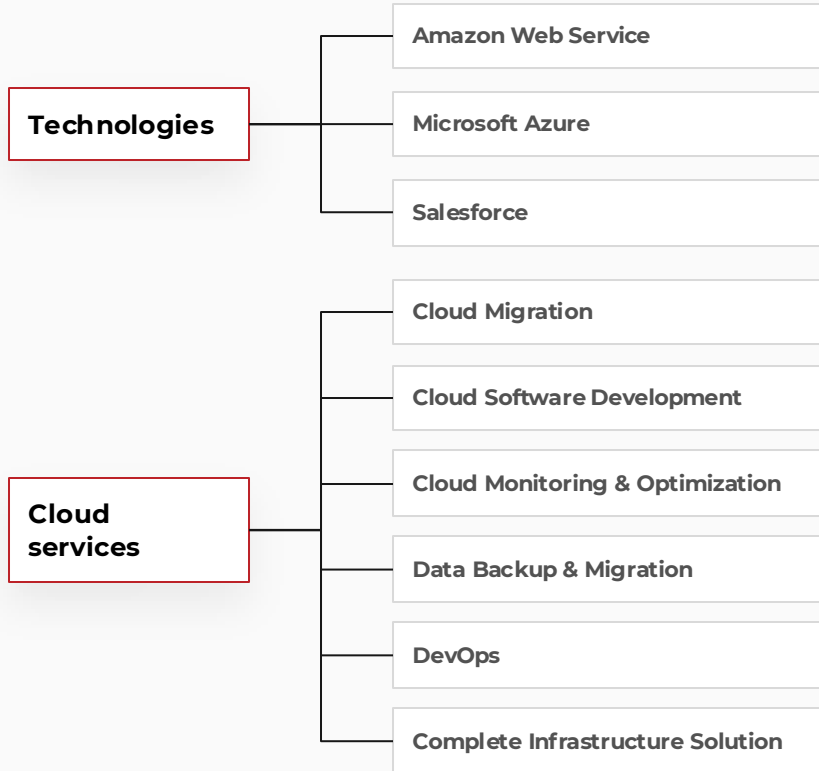 Technologies
Amazon Web Service
Microsoft Azure
Salesforce
Cloud
services
Cloud Migration
Cloud Software Development
Cloud Monitoring & Optimization
Data Backup & Migration
DevOps
Complete Infrastructure Solution